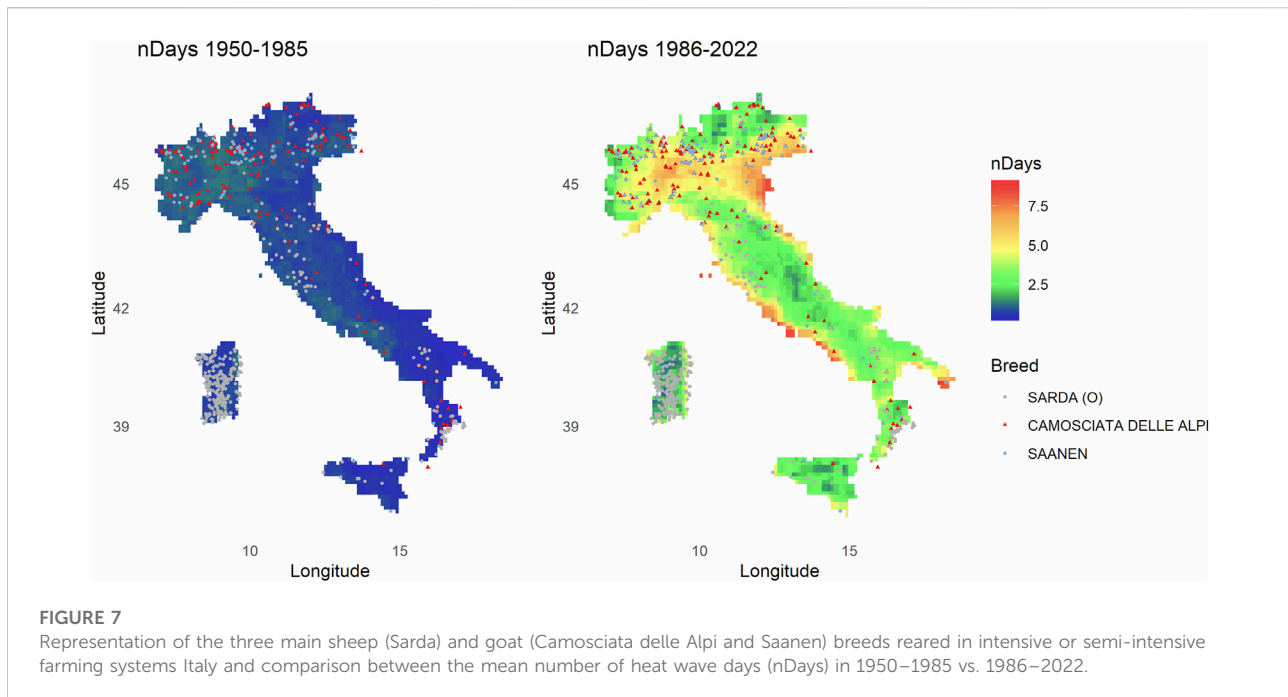 nDays 1950-1985
nDays 1986-2022
45
42
39
Latitude
10
15
Longitude
45
42
39
Latitude
10
15
Longitude
nDays
7.5
5.0
2.5
Breed
SARDA (O)
CAMOSCIATA DELLE ALPI
SAANEN
FIGURE 7
Representation of the three main sheep (Sarda) and goat (Camosciata delle Alpi and Saanen) breeds reared in intensive or semi-intensive
farming systems Italy and comparison between the mean number of heat wave days (nDays) in 1950–1985 vs. 1986–2022.